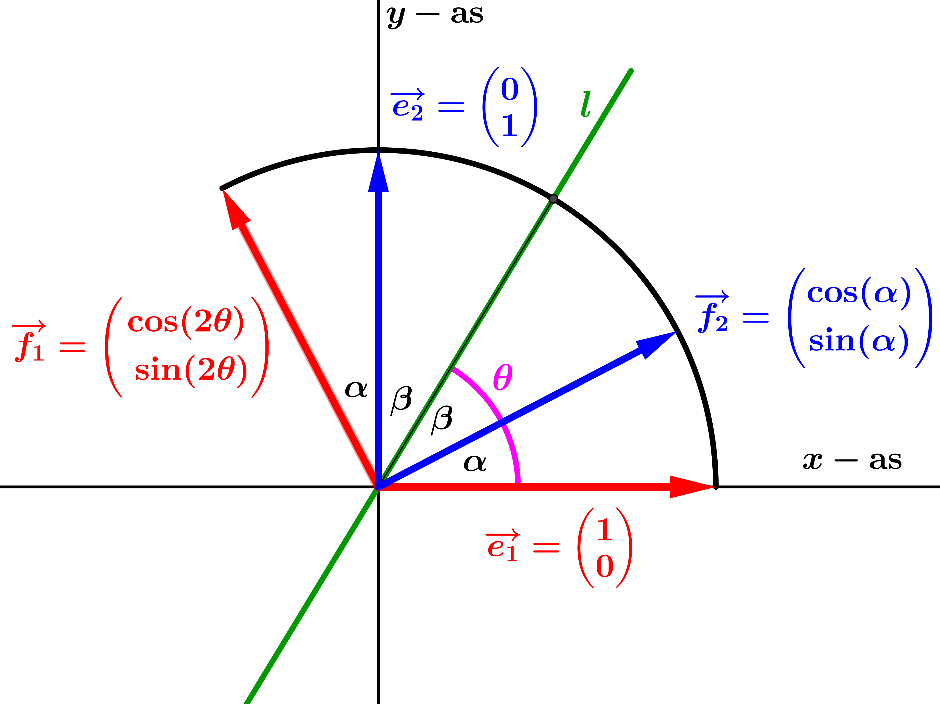 y − as
e₂⃗ = (0 1)
l
f₂⃗ = (cos(α) sin(α))
f₁⃗ = (cos(2θ) sin(2θ))
θ
α
β
β
α
x − as
e₁⃗ = (1 0)